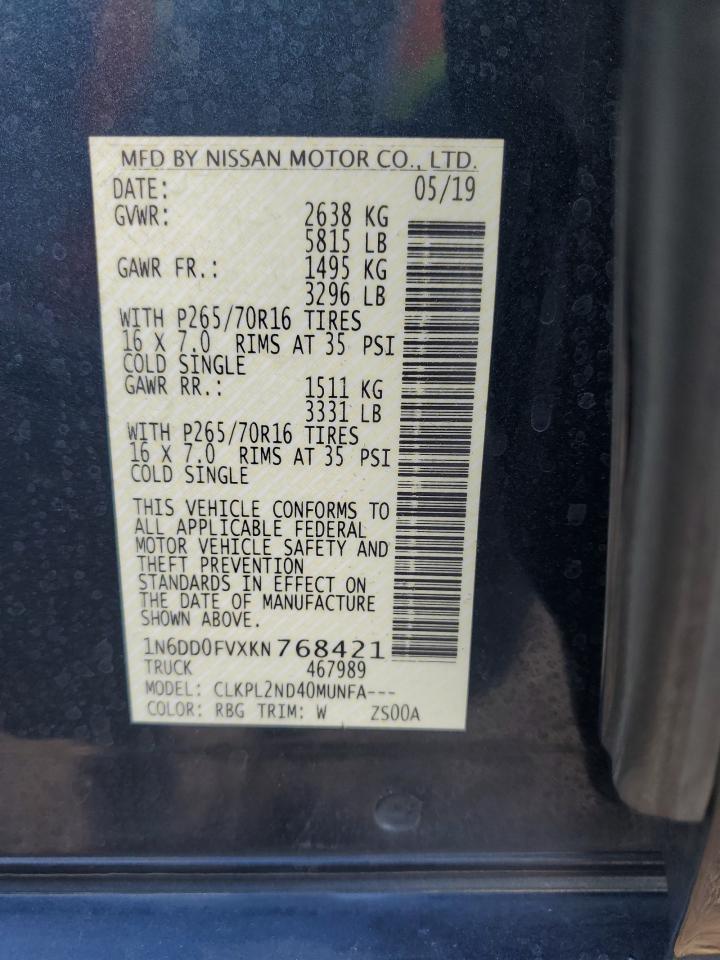 MFD BY NISSAN MOTOR CO., LTD.
DATE: 05/19
GVWR: 2638 KG
5815 LB
GAWR FR.: 1495 KG
3296 LB
WITH P265/70R16 TIRES
16 X 7.0 RIMS AT 35 PSI
COLD SINGLE
GAWR RR.: 1511 KG
3331 LB
WITH P265/70R16 TIRES
16 X 7.0 RIMS AT 35 PSI
COLD SINGLE
THIS VEHICLE CONFORMS TO
ALL APPLICABLE FEDERAL
MOTOR VEHICLE SAFETY AND
THEFT PREVENTION
STANDARDS IN EFFECT ON
THE DATE OF MANUFACTURE
SHOWN ABOVE.
1N6DD0FVXKN768421
TRUCK 467989
MODEL: CLKPL2ND40MUNFA---
COLOR: RBG TRIM: W ZS00A